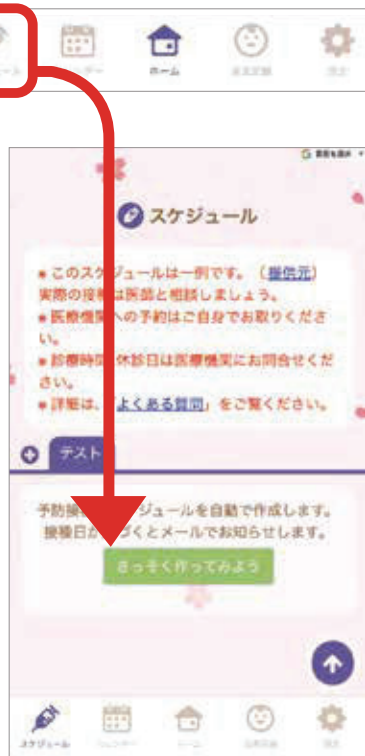 ホーム
スケジュール
● このスケジュールは一例です。（提供元）
実際の接種は医師と相談しましょう。
● 医療機関への予約はご自身でお取りくださ
い。
● 診療時間 休診日は医療機関にお問合せくだ
さい。
● 詳細は、「よくある質問」をご覧ください。
テスト
予防接 ジュールを自動で作成します。
接種日が づくとメールでお知らせします。
さっそく作ってみよう
スケジュール